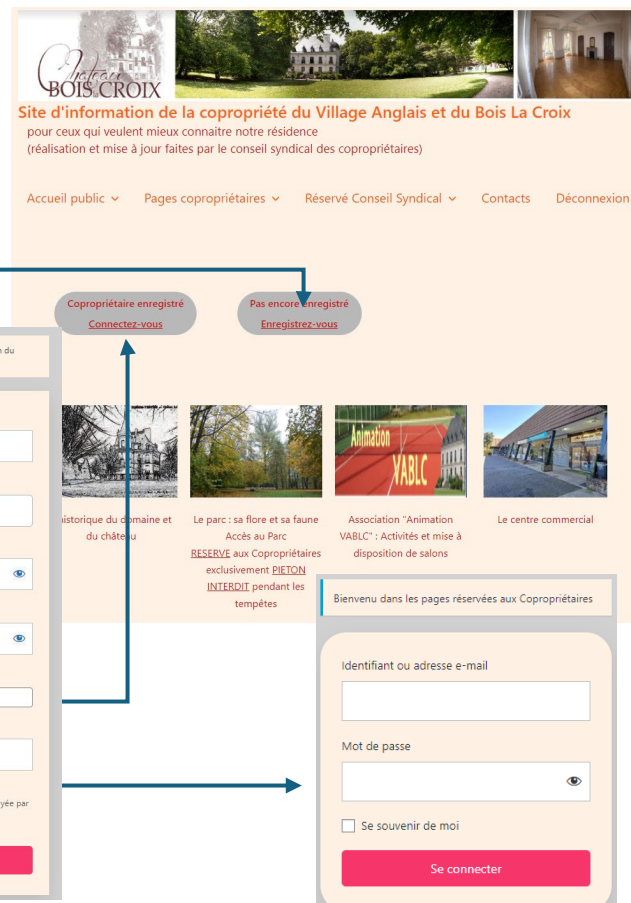 Château
BOIS CROIX
Site d'information de la copropriété du Village Anglais et du Bois La Croix
pour ceux qui veulent mieux connaitre notre résidence
(réalisation et mise à jour faites par le conseil syndical des copropriétaires)
Accueil public
Pages copropriétaires
Réservé Conseil Syndical
Contacts
Déconnexion
Copropriétaire enregistré
Connectez-vous
Pas encore enregistré
Enregistrez-vous
du
Animation
VABLC
historique du domaine et
du château
Le parc : sa flore et sa faune
Accès au Parc
RESERVE aux Copropriétaires
exclusivement PIETON
INTERDIT pendant les
tempêtes
Association "Animation
VABLC" : Activités et mise à
disposition de salons
Le centre commercial
par
Bienvenu dans les pages réservées aux Copropriétaires
Identifiant ou adresse e-mail
Mot de passe
Se souvenir de moi
Se connecter